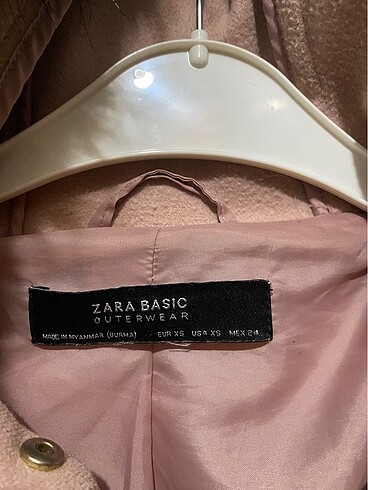 ZARA BASIC
OUTERWEAR
MADE IN MYANMAR (BURMA) EUR XS USA XS MEX 24